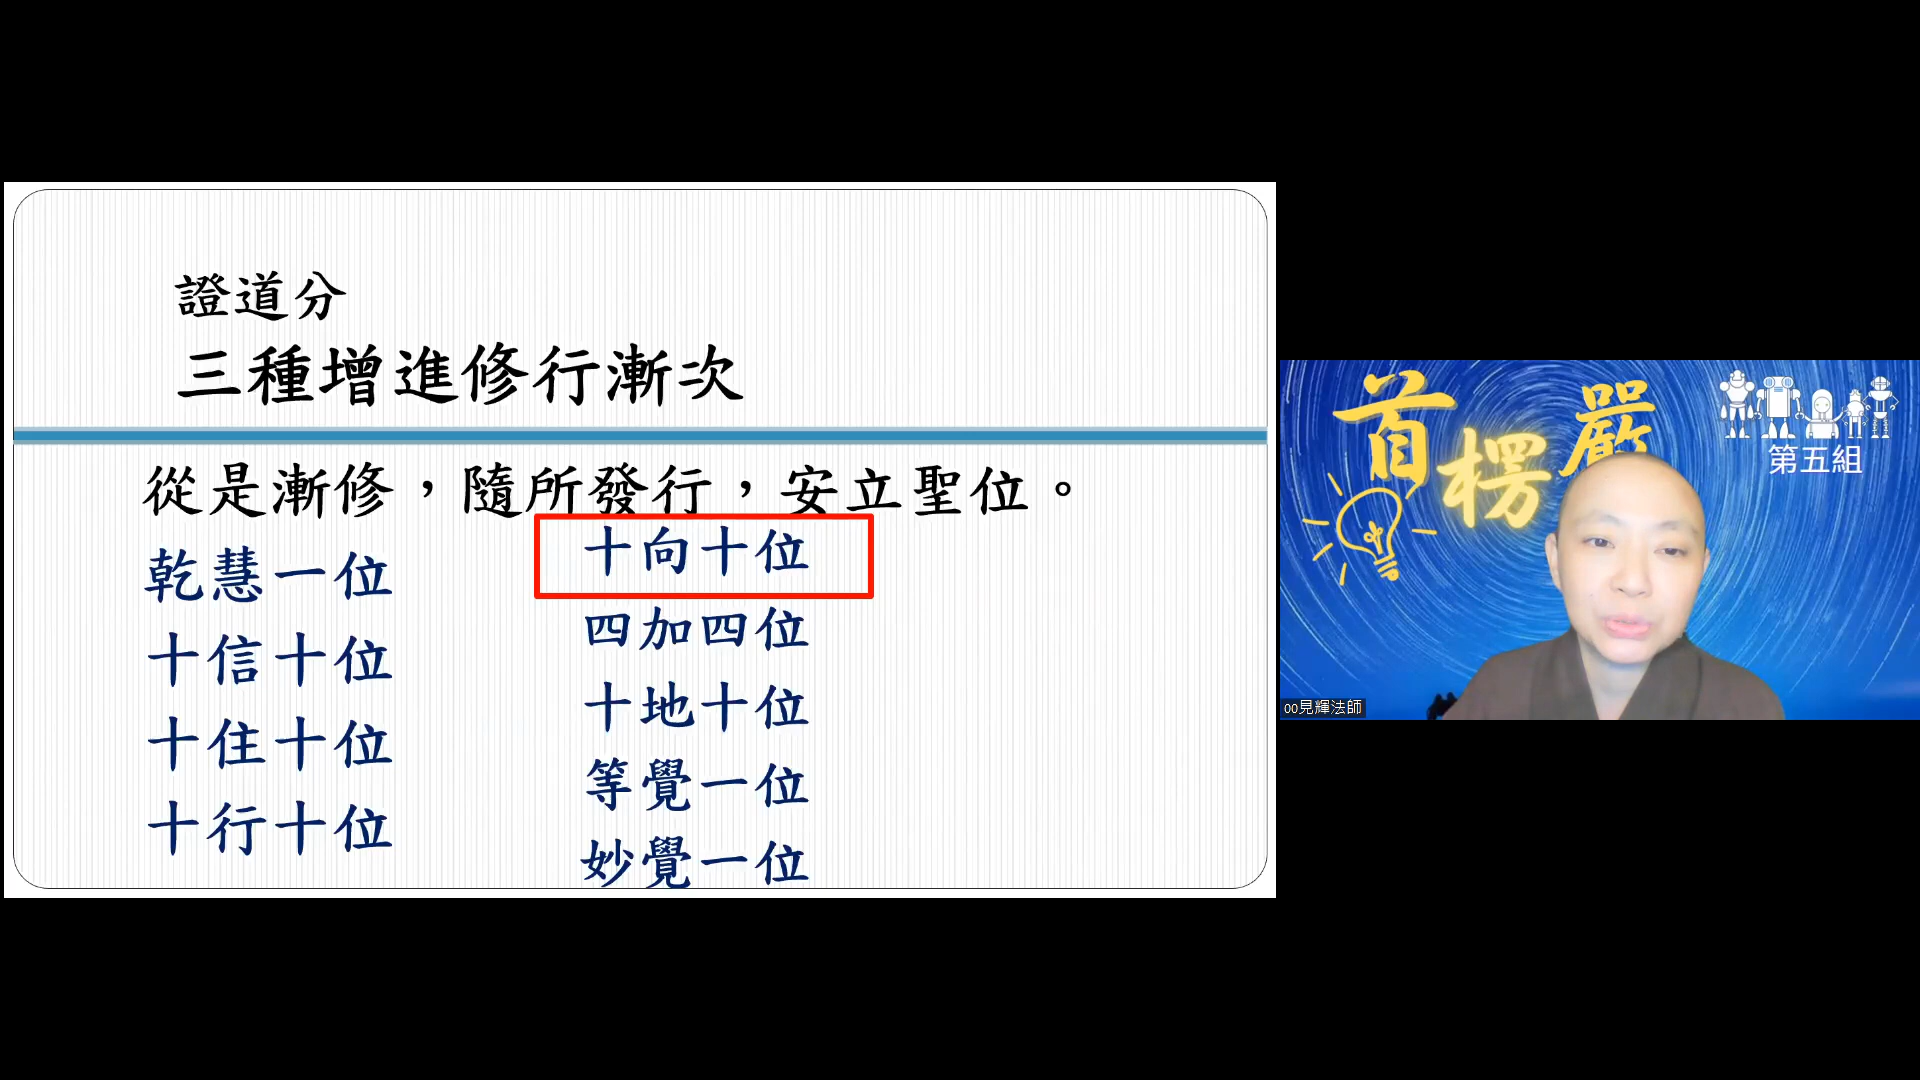 證道分
三種增進修行漸次
從是漸修，隨所發行，安立聖位。
乾慧一位
十信十位
十住十位
十行十位
十向十位
四加四位
十地十位
等覺一位
妙覺一位
首楞嚴
第五組
oo見輝法師